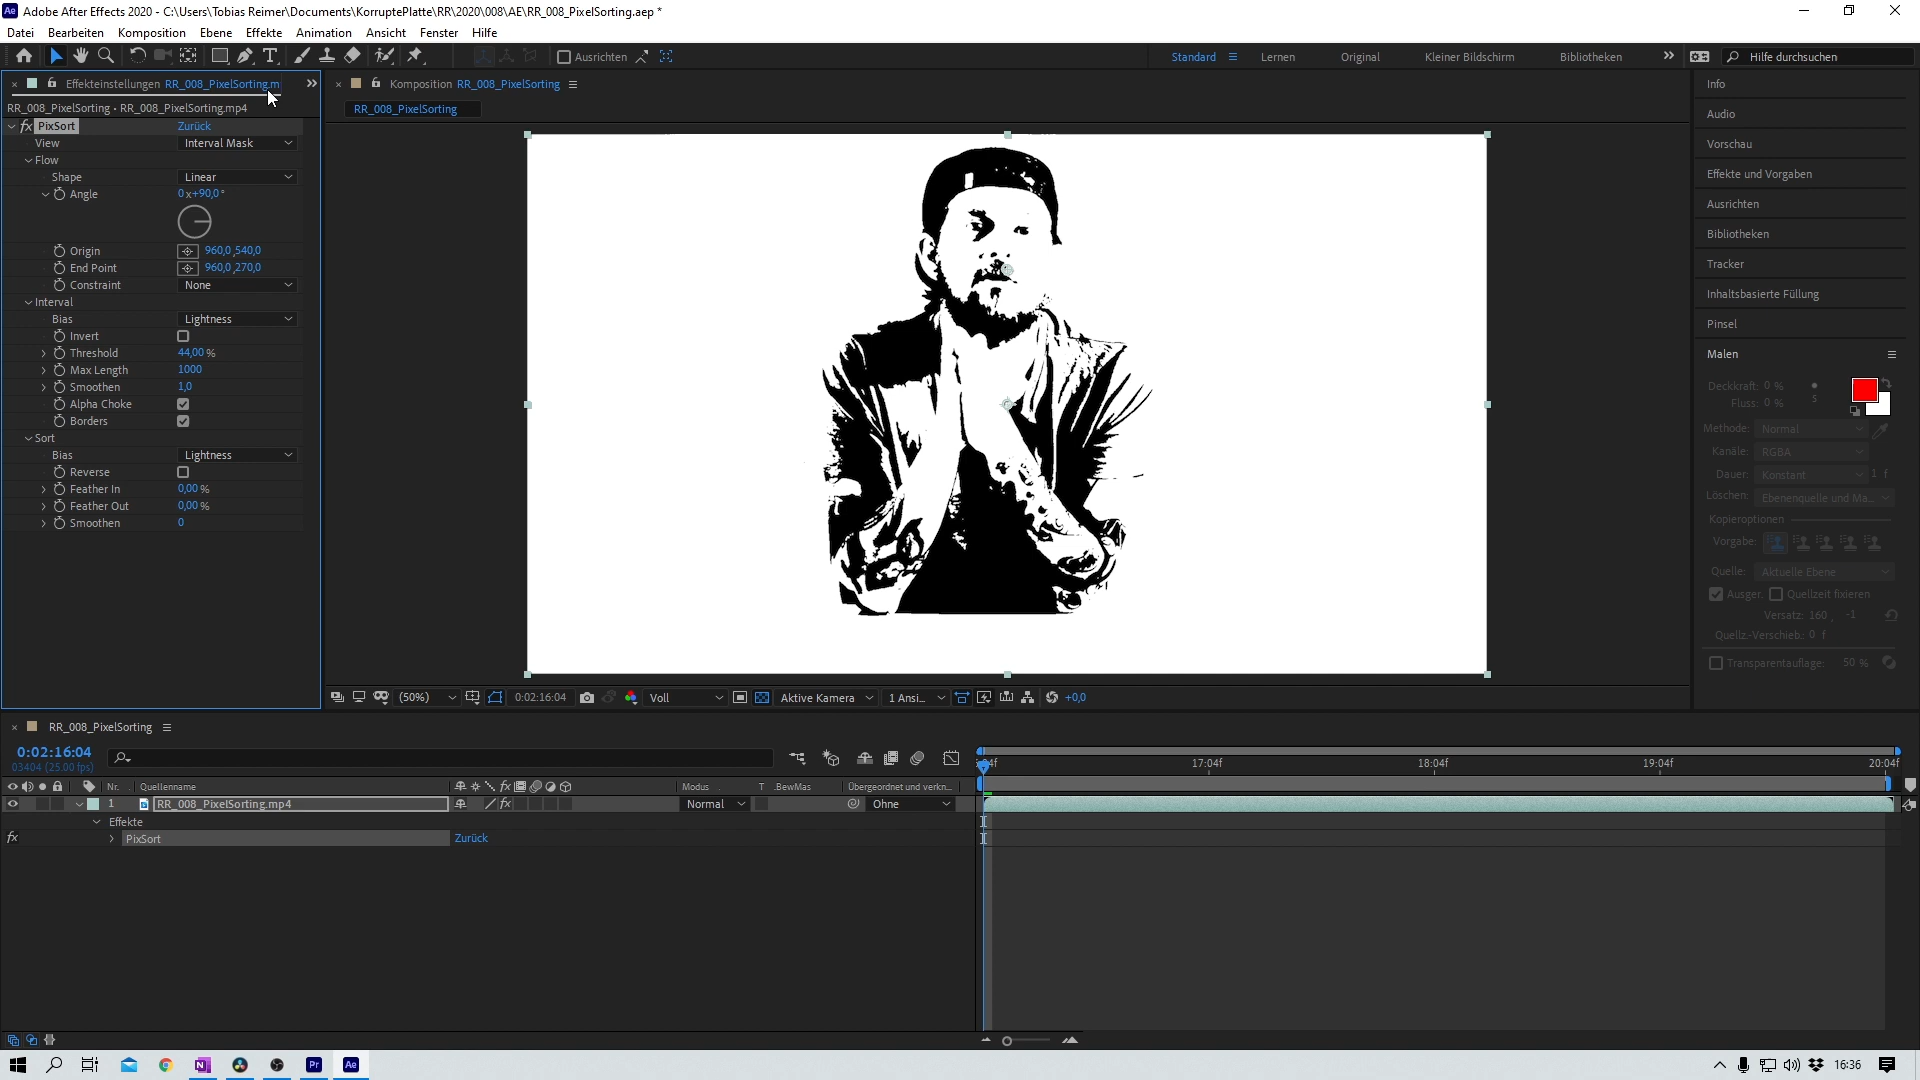 Adobe After Effects 2020 - C:\Users\Tobias Reimer\Documents\KorruptePlatte\RR\2020\008\AE\RR_008_PixelSorting.aep *
Datei Bearbeiten Komposition Ebene Effekte Animation Ansicht Fenster Hilfe
Ausrichten
Standard Lernen Original Kleiner Bildschirm Bibliotheken
Hilfe durchsuchen
Effekteinstellungen RR_008_PixelSorting.m
RR_008_PixelSorting • RR_008_PixelSorting.mp4
fx PixSort Zurück
View Interval Mask
Flow
Shape Linear
Angle 0x+90,0°
Origin 960,0,540,0
End Point 960,0,270,0
Constraint None
Interval
Bias Lightness
Invert
Threshold 44,00 %
Max Length 1000
Smoothen 1,0
Alpha Choke
Borders
Sort
Bias Lightness
Reverse
Feather In 0,00 %
Feather Out 0,00 %
Smoothen 0
Komposition RR_008_PixelSorting
RR_008_PixelSorting
(50%) 0:02:16:04 Voll Aktive Kamera 1 Ansi... +0,0
Info
Audio
Vorschau
Effekte und Vorgaben
Ausrichten
Bibliotheken
Tracker
Inhaltsbasierte Füllung
Pinsel
Malen
Deckkraft: 0 %
Fluss: 0 %
S
Methode: Normal
Kanäle: RGBA
Dauer: Konstant 1 f
Löschen: Ebenenquelle und Ma...
Kopieroptionen
Vorgabe:
Quelle: Aktuelle Ebene
Ausger. Quellzeit fixieren
Versatz: 160 , -1
Quellz.-Verschieb.: 0 f
Transparentauflage: 50 %
RR_008_PixelSorting
0:02:16:04
03404 (25.00 fps)
Nr. Quellenname fx Modus T .BewMas Übergeordnet und verkn...
1 RR_008_PixelSorting.mp4 fx Normal Ohne
Effekte
fx PixSort Zurück
:04f 17:04f 18:04f 19:04f 20:04f
N Pr Ae 16:36